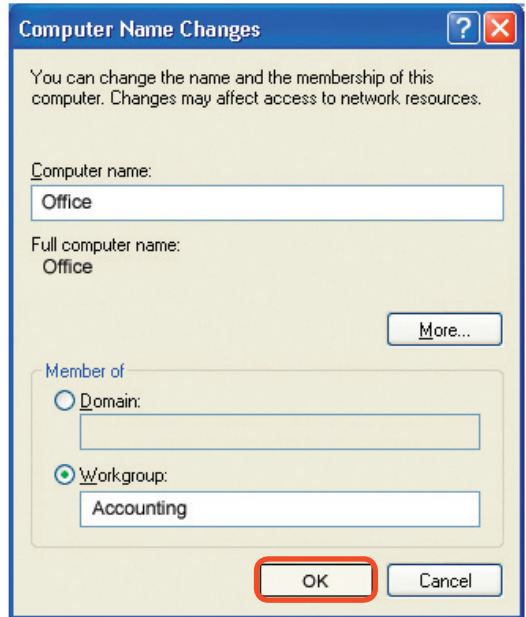 Computer Name Changes
You can change the name and the membership of this
computer. Changes may affect access to network resources.
Computer name:
Office
Full computer name:
Office
More...
Member of
Domain:
Workgroup:
Accounting
OK
Cancel